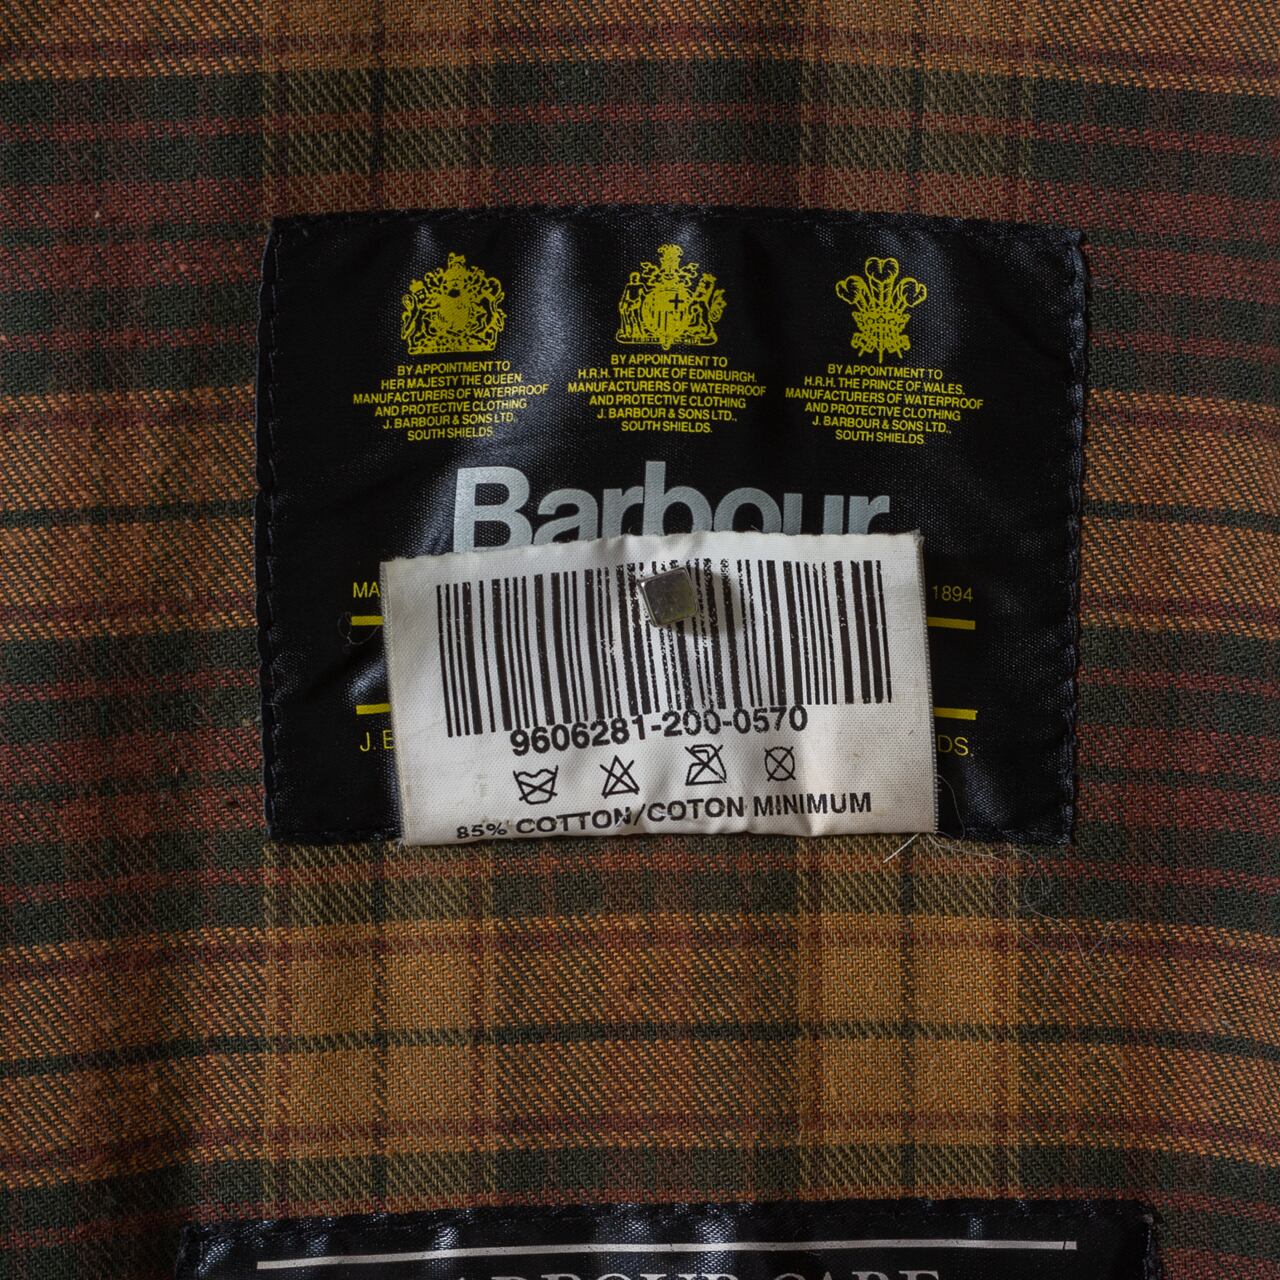 BY APPOINTMENT TO
HER MAJESTY THE QUEEN.
MANUFACTURERS OF WATERPROOF
AND PROTECTIVE CLOTHING
J. BARBOUR & SONS LTD.,
SOUTH SHIELDS.
BY APPOINTMENT TO
H.R.H. THE DUKE OF EDINBURGH.
MANUFACTURERS OF WATERPROOF
AND PROTECTIVE CLOTHING
J. BARBOUR & SONS LTD.,
SOUTH SHIELDS.
BY APPOINTMENT TO
H.R.H. THE PRINCE OF WALES.
MANUFACTURERS OF WATERPROOF
AND PROTECTIVE CLOTHING
J. BARBOUR & SONS LTD.,
SOUTH SHIELDS.
Barbour
1894
9606281-200-0570
85% COTTON/COTON MINIMUM